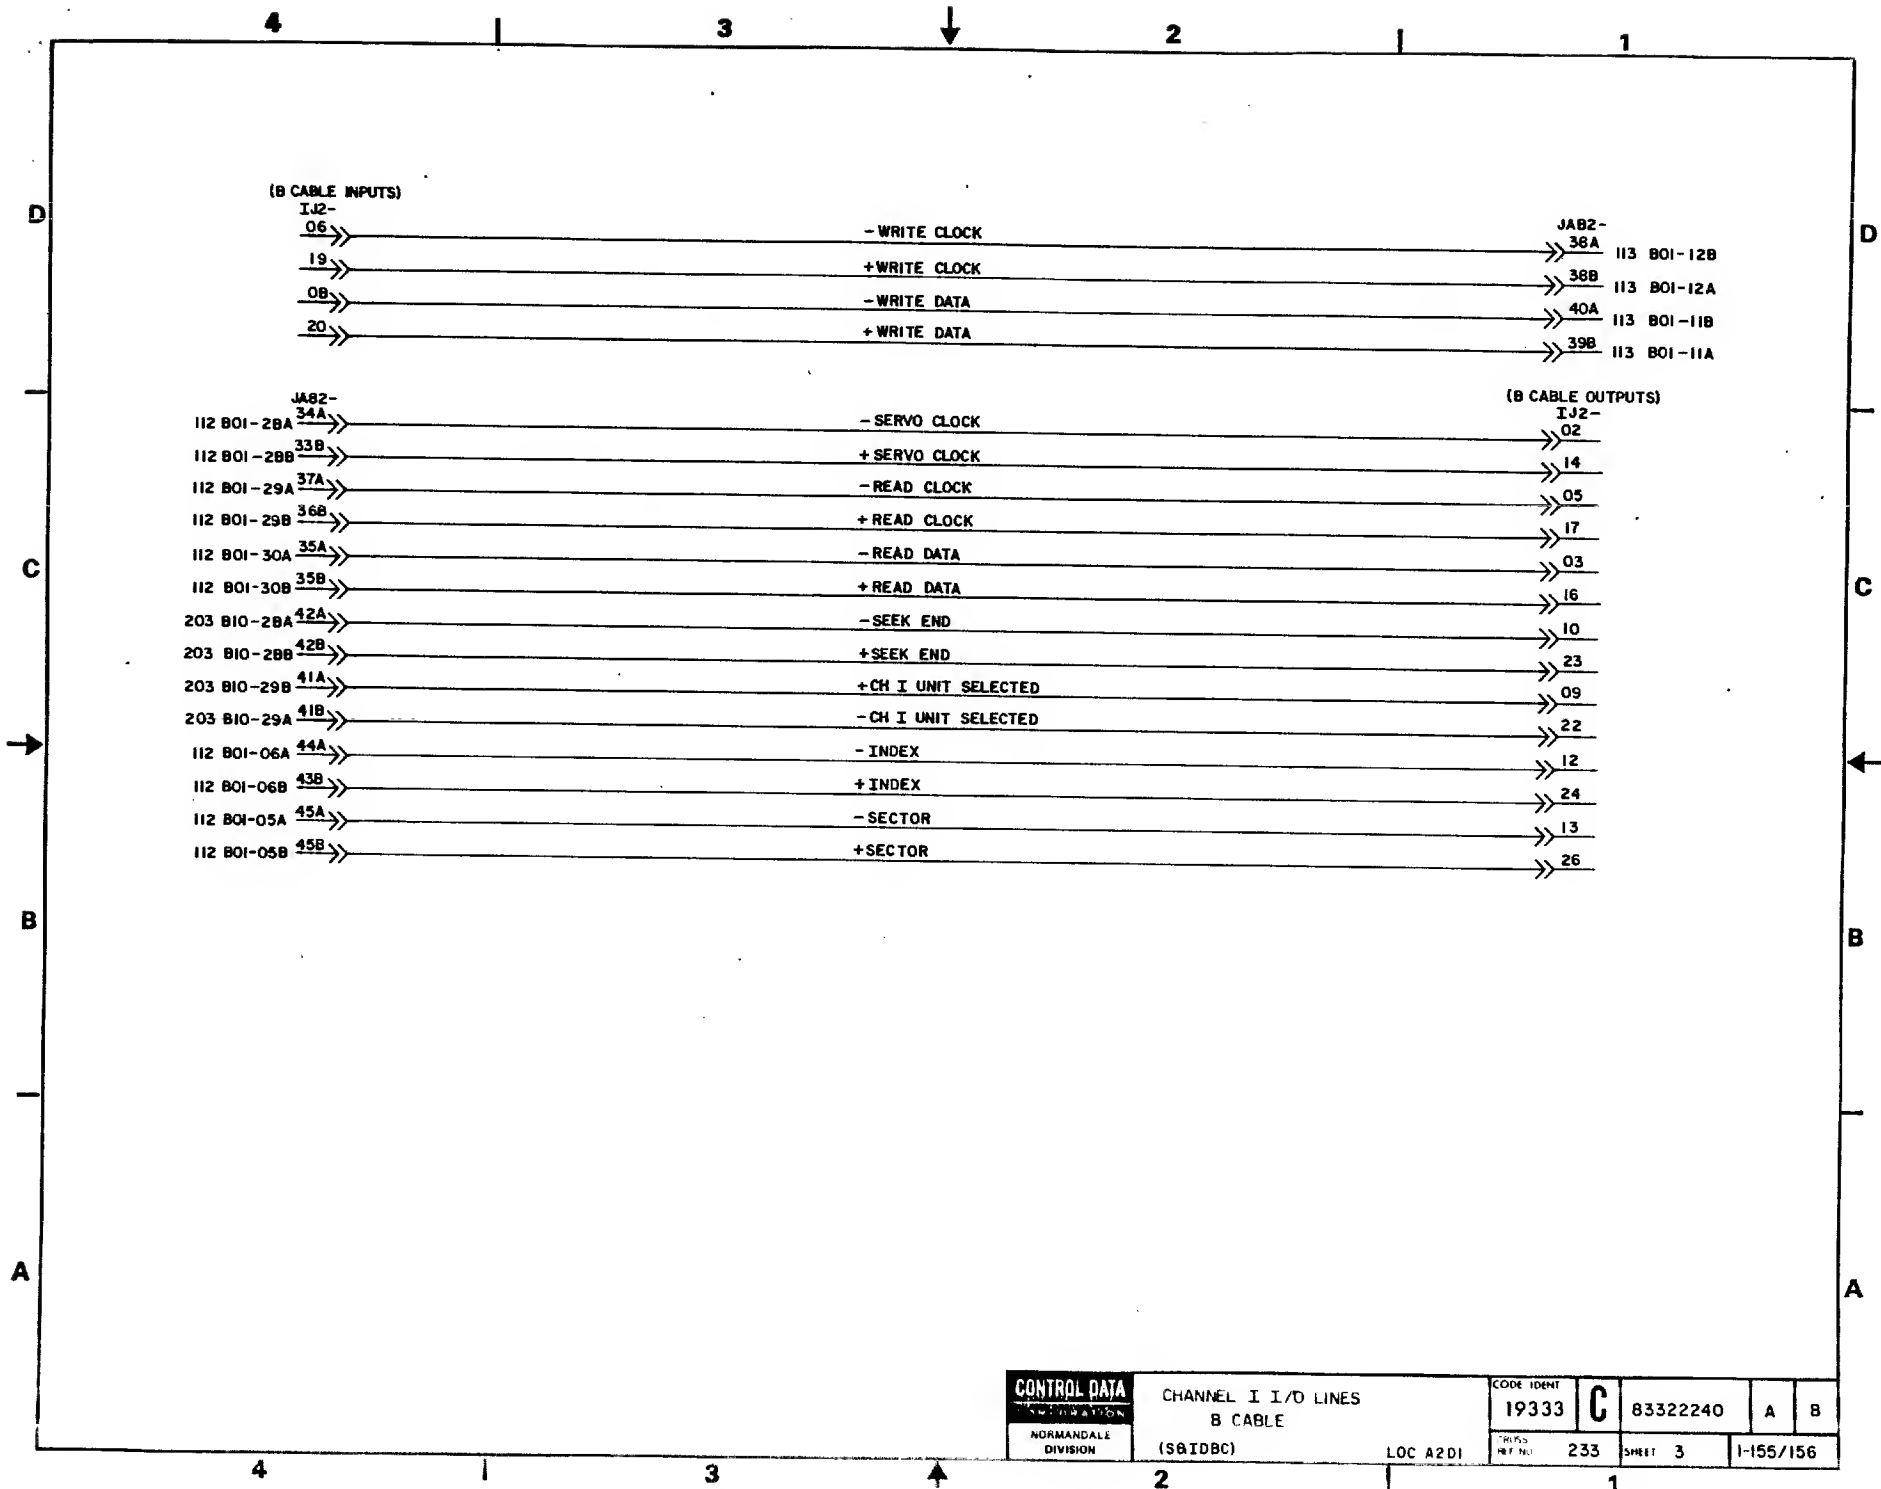 4 3 2 1
(B CABLE INPUTS)
IJ2-
D D
06 -WRITE CLOCK JA82- 38A 113 B01-12B
19 +WRITE CLOCK 38B 113 B01-12A
08 -WRITE DATA 40A 113 B01-11B
20 +WRITE DATA 39B 113 B01-11A
JA82- (B CABLE OUTPUTS)
IJ2-
112 B01-28A 34A -SERVO CLOCK 02
112 B01-28B 33B +SERVO CLOCK 14
112 B01-29A 37A -READ CLOCK 05
112 B01-29B 36B +READ CLOCK 17
112 B01-30A 35A -READ DATA 03
C C
112 B01-30B 35B +READ DATA 16
203 B10-28A 42A -SEEK END 10
203 B10-28B 42B +SEEK END 23
203 B10-29B 41A +CH I UNIT SELECTED 09
203 B10-29A 41B -CH I UNIT SELECTED 22
112 B01-06A 44A -INDEX 12
112 B01-06B 43B +INDEX 24
112 B01-05A 45A -SECTOR 13
112 B01-05B 45B +SECTOR 26
B B
A A
CONTROL DATA
CORPORATION
NORMANDALE
DIVISION
CHANNEL I I/O LINES
B CABLE
(S&IDBC) LOC A2D1
CODE IDENT
19333 C 83322240 A B
CROSS
REF NO 233 SHEET 3 1-155/156
4 3 2 1